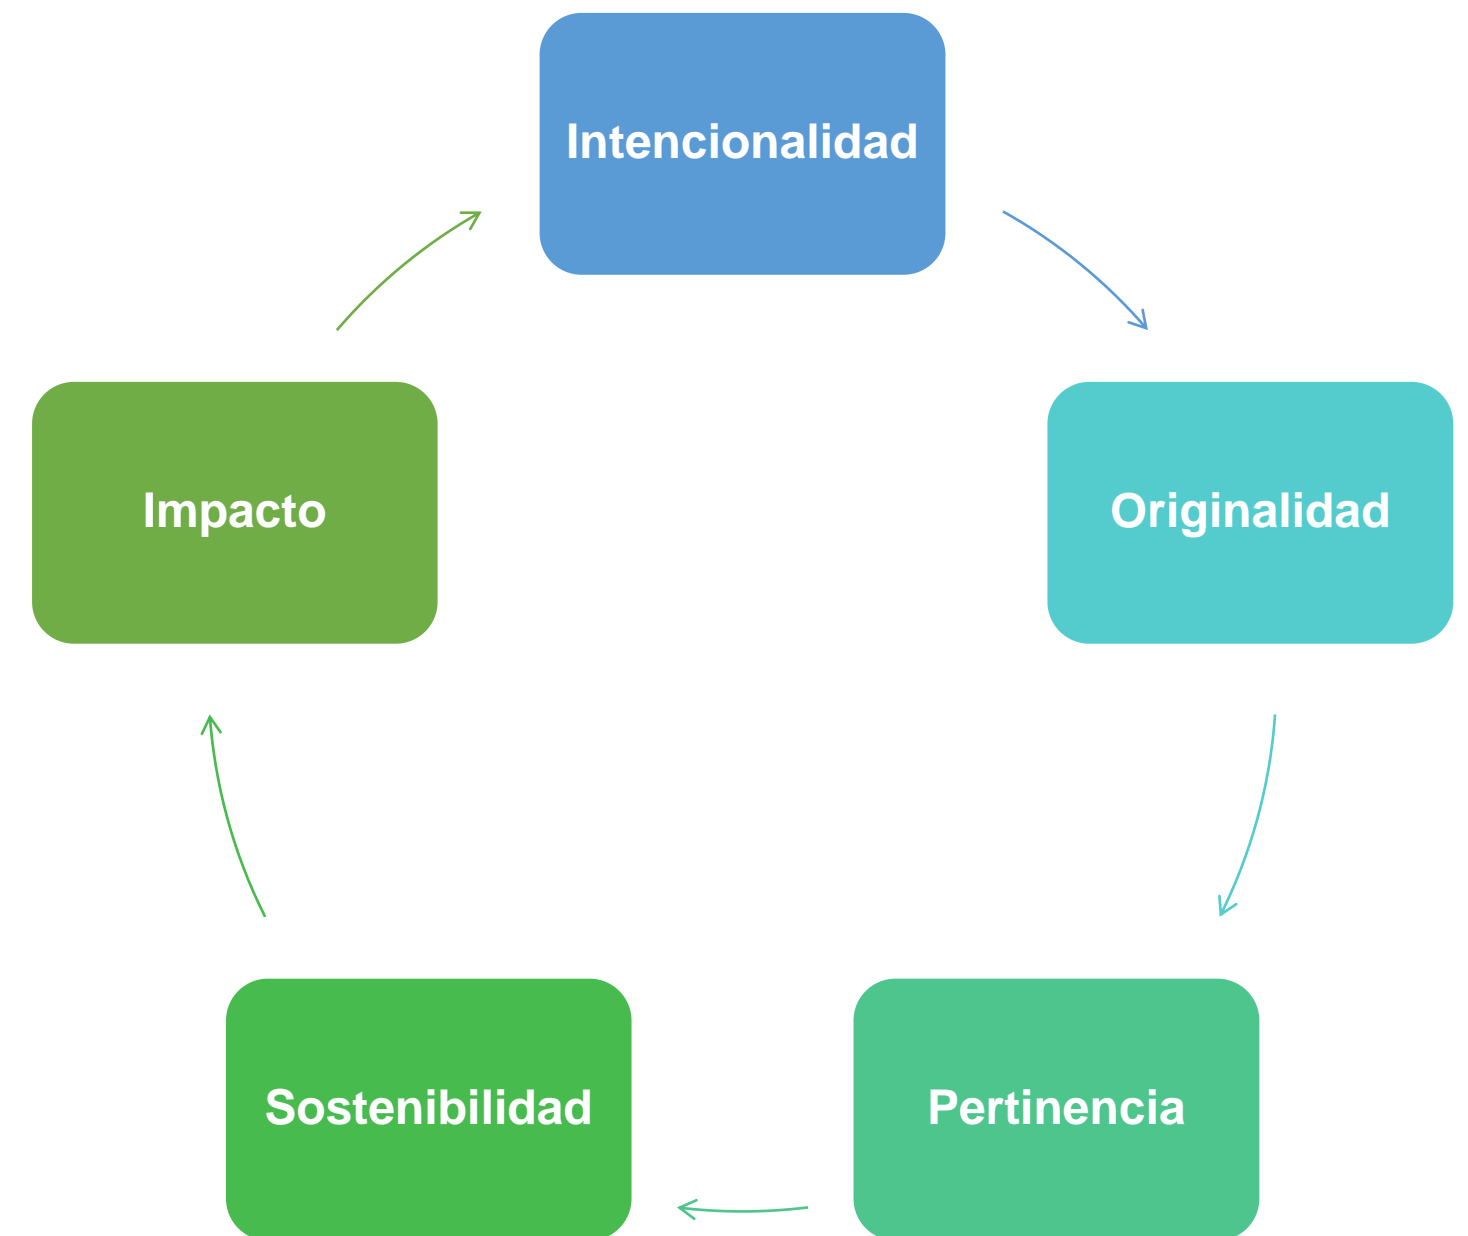 Intencionalidad
Originalidad
Pertinencia
Sostenibilidad
Impacto